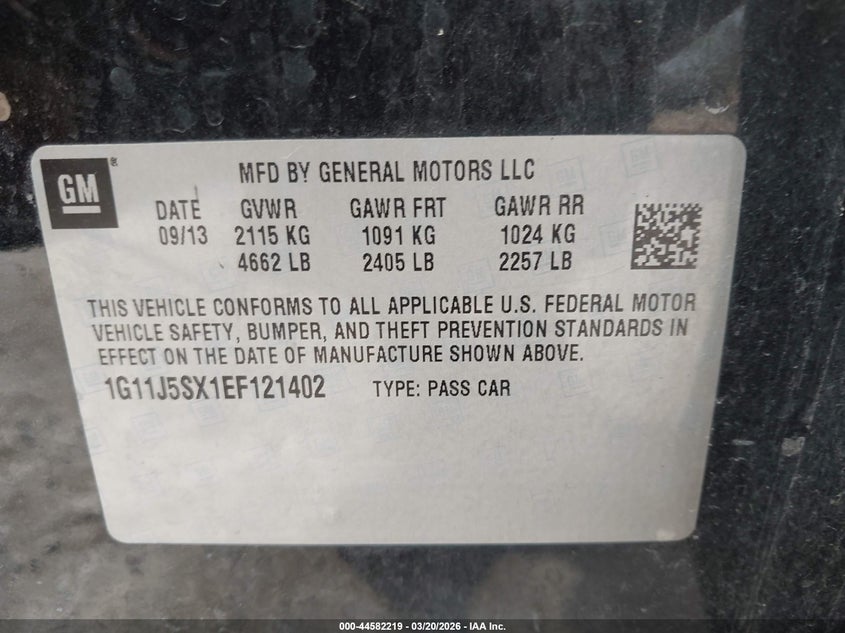 GM®
MFD BY GENERAL MOTORS LLC
DATE GVWR GAWR FRT GAWR RR
09/13 2115 KG 1091 KG 1024 KG
4662 LB 2405 LB 2257 LB
THIS VEHICLE CONFORMS TO ALL APPLICABLE U.S. FEDERAL MOTOR
VEHICLE SAFETY, BUMPER, AND THEFT PREVENTION STANDARDS IN
EFFECT ON THE DATE OF MANUFACTURE SHOWN ABOVE.
1G11J5SX1EF121402 TYPE: PASS CAR
000-44582219 - 03/20/2026 - IAA Inc.